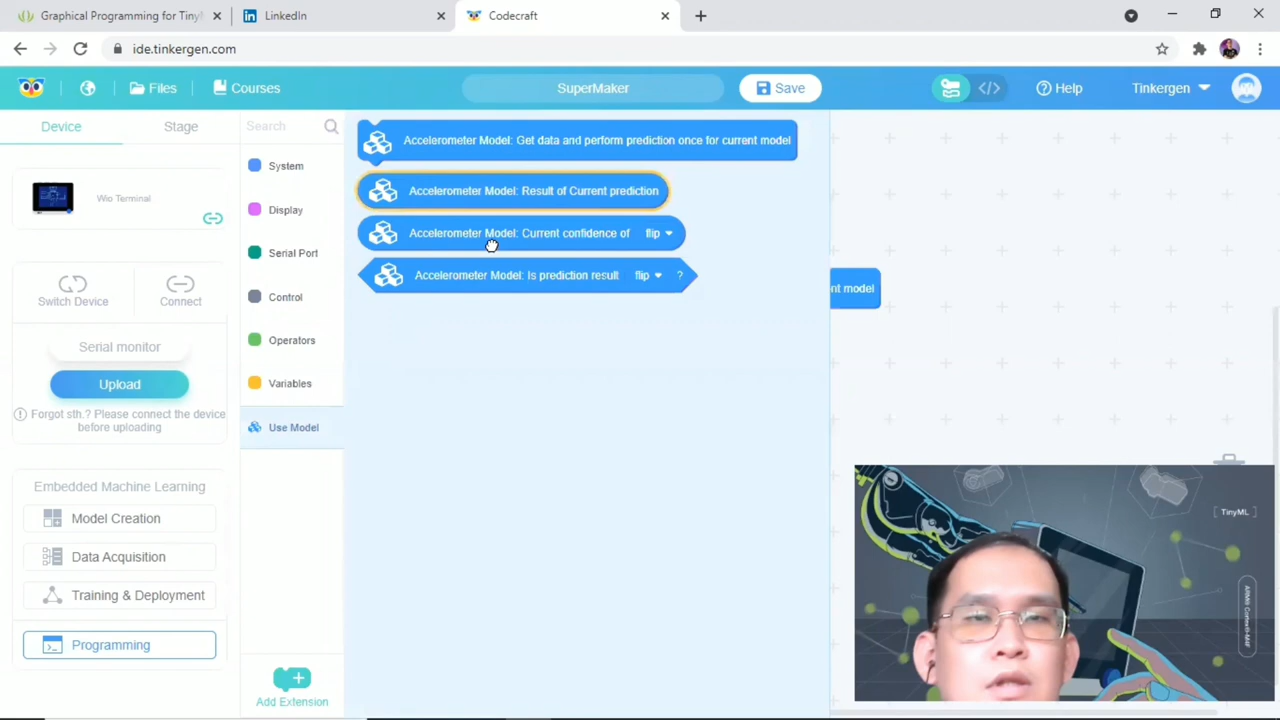 Graphical Programming for TinyM
LinkedIn
Codecraft
ide.tinkergen.com
Files
Courses
SuperMaker
Save
Help
Tinkergen
Device
Stage
Search
Wio Terminal
Switch Device
Connect
Serial monitor
Upload
Forgot sth.? Please connect the device
before uploading
Embedded Machine Learning
Model Creation
Data Acquisition
Training & Deployment
Programming
System
Display
Serial Port
Control
Operators
Variables
Use Model
Add Extension
Accelerometer Model: Get data and perform prediction once for current model
Accelerometer Model: Result of Current prediction
Accelerometer Model: Current confidence of flip
Accelerometer Model: Is prediction result flip ?
nt model
[ TinyML ]